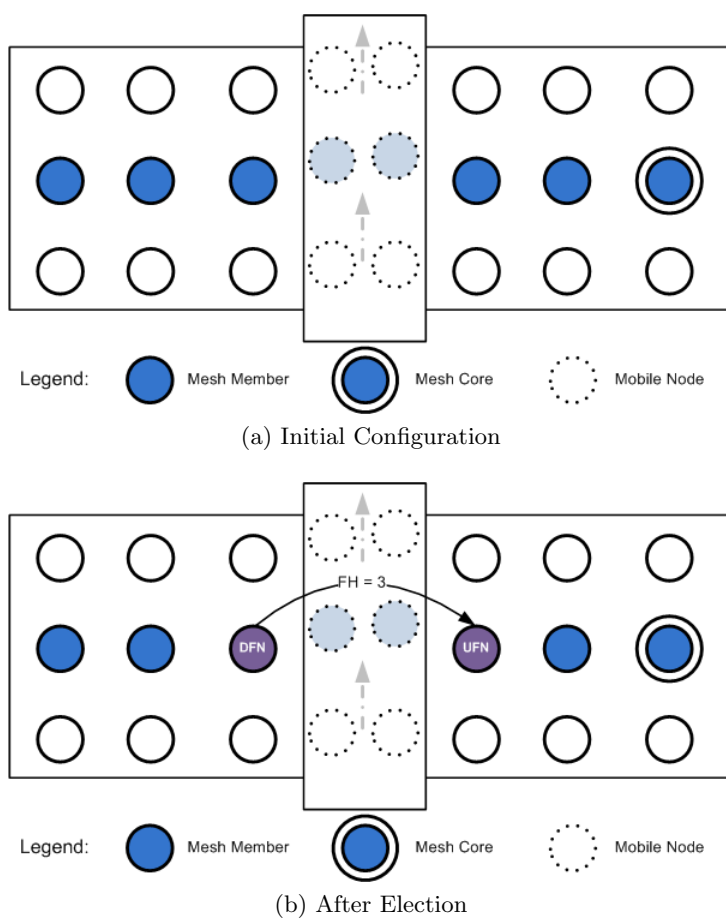 Legend:
Mesh Member
Mesh Core
Mobile Node
(a) Initial Configuration
FH = 3
DFN
UFN
Legend:
Mesh Member
Mesh Core
Mobile Node
(b) After Election